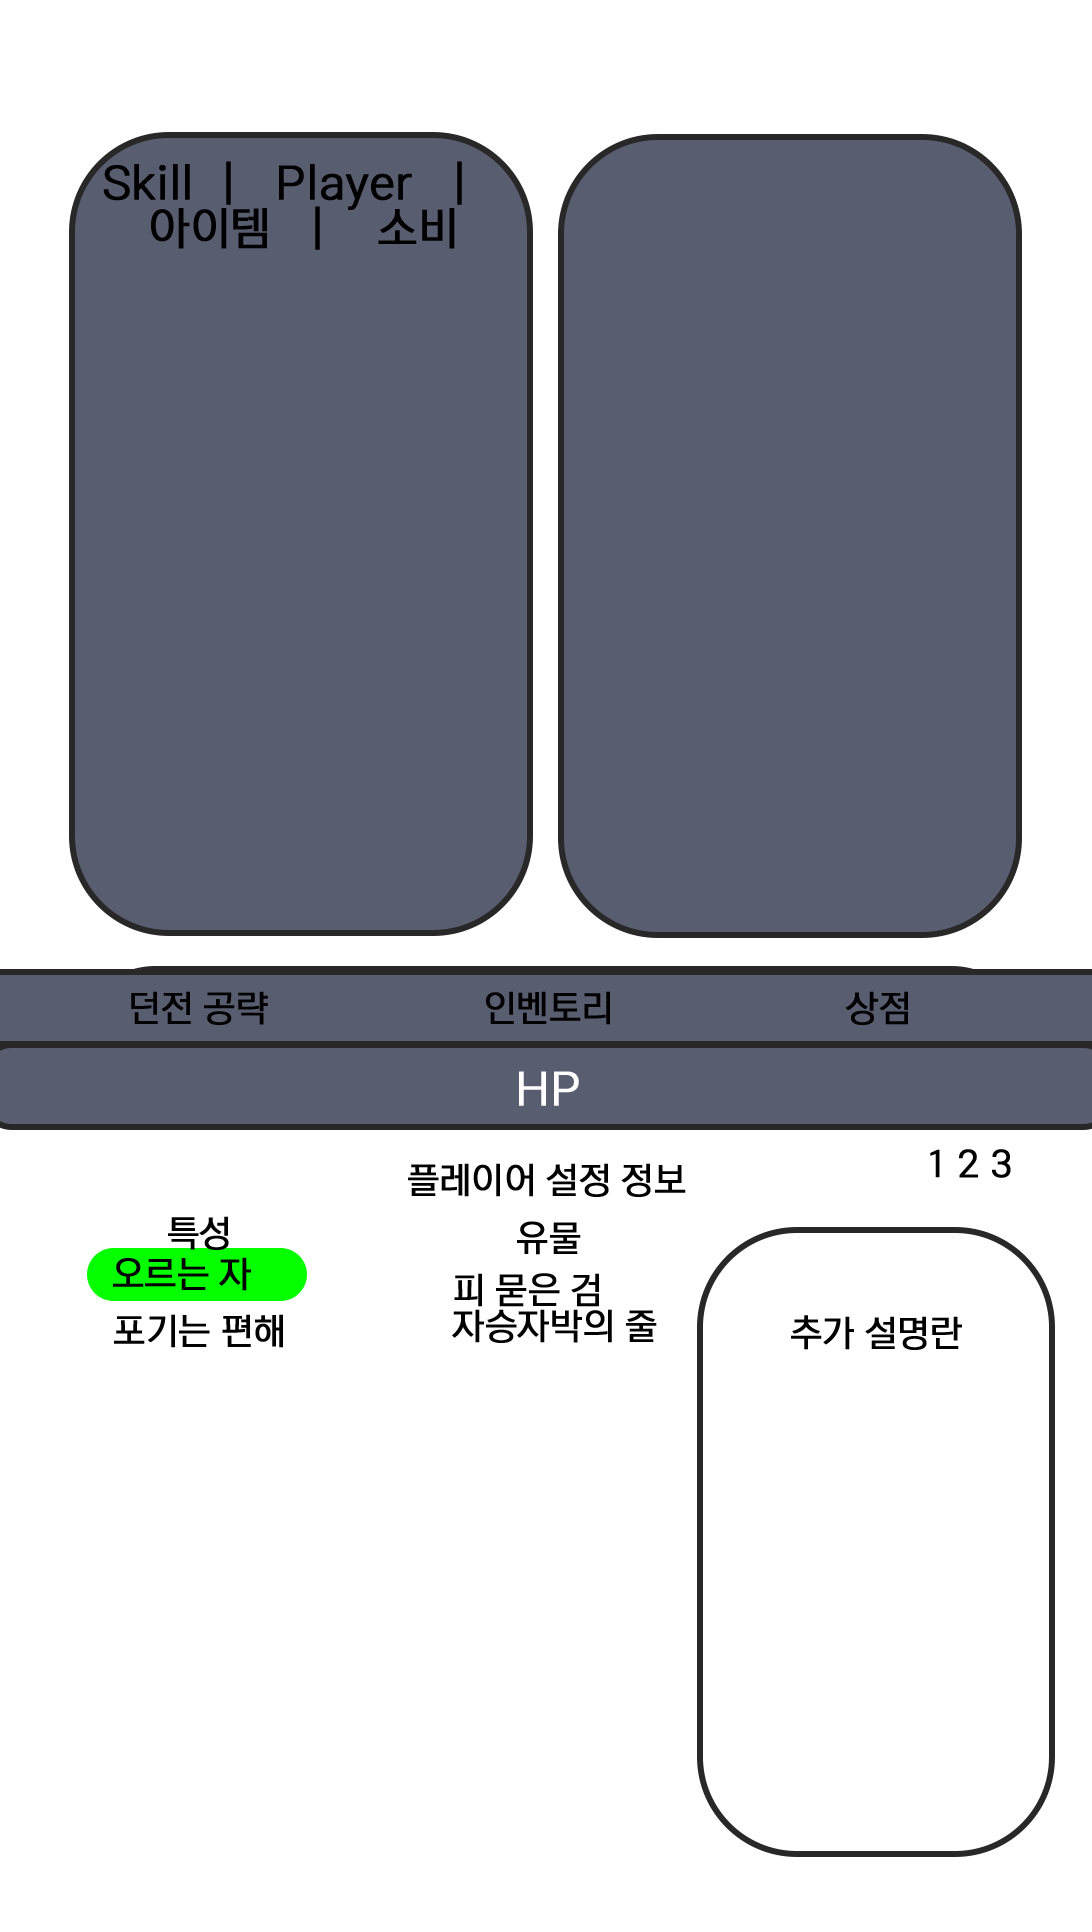 Skill | Player |
아이템 | 소비
던전 공략 인벤토리 상점
HP
플레이어 설정 정보
1 2 3
특성
오르는 자
포기는 편해
유물
피 묻은 검
자승자박의 줄
추가 설명란